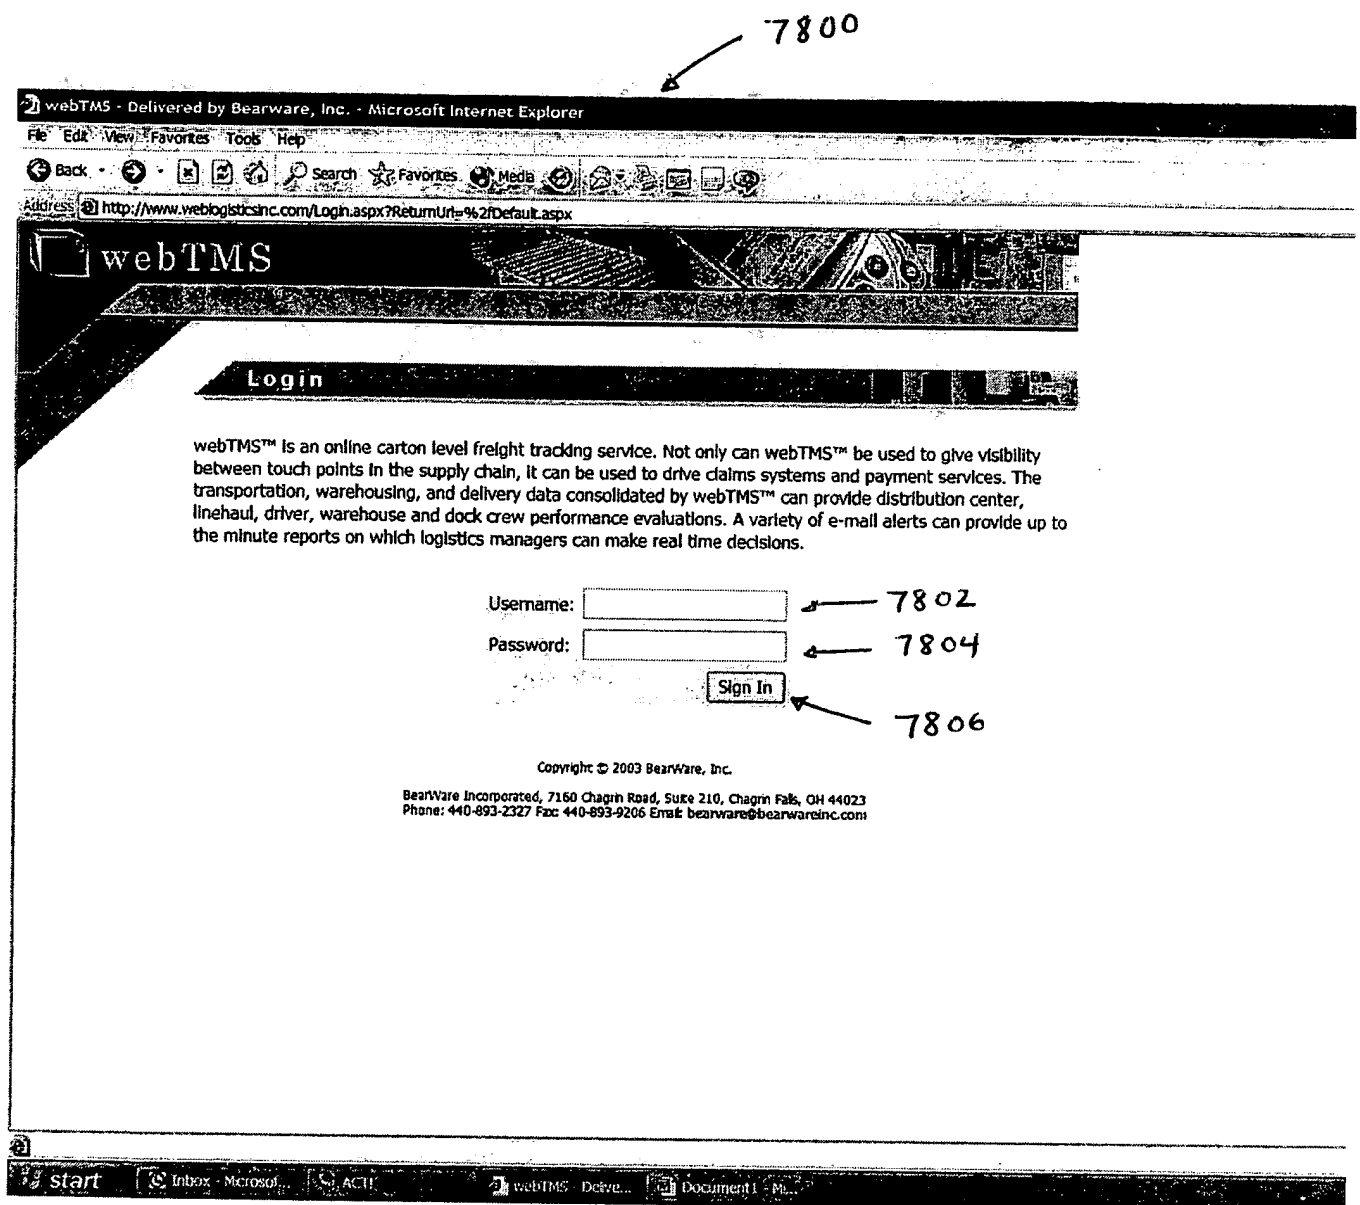 7800
webTMS - Delivered by Bearware, Inc. - Microsoft Internet Explorer
File Edit View Favorites Tools Help
Back Search Favorites Media
Address http://www.weblogisticsinc.com/Login.aspx?ReturnUrl=%2fDefault.aspx
webTMS
Login
webTMS™ is an online carton level freight tracking service. Not only can webTMS™ be used to give visibility
between touch points in the supply chain, it can be used to drive claims systems and payment services. The
transportation, warehousing, and delivery data consolidated by webTMS™ can provide distribution center,
linehaul, driver, warehouse and dock crew performance evaluations. A variety of e-mail alerts can provide up to
the minute reports on which logistics managers can make real time decisions.
Username: 7802
Password: 7804
Sign In
7806
Copyright © 2003 BearWare, Inc.
BearWare Incorporated, 7160 Chagrin Road, Suite 210, Chagrin Falls, OH 44023
Phone: 440-893-2327 Fax: 440-893-9206 Email: bearware@bearwareinc.com
start Inbox - Microsof... ACT! webTMS - Delive... Document1 - Mi...